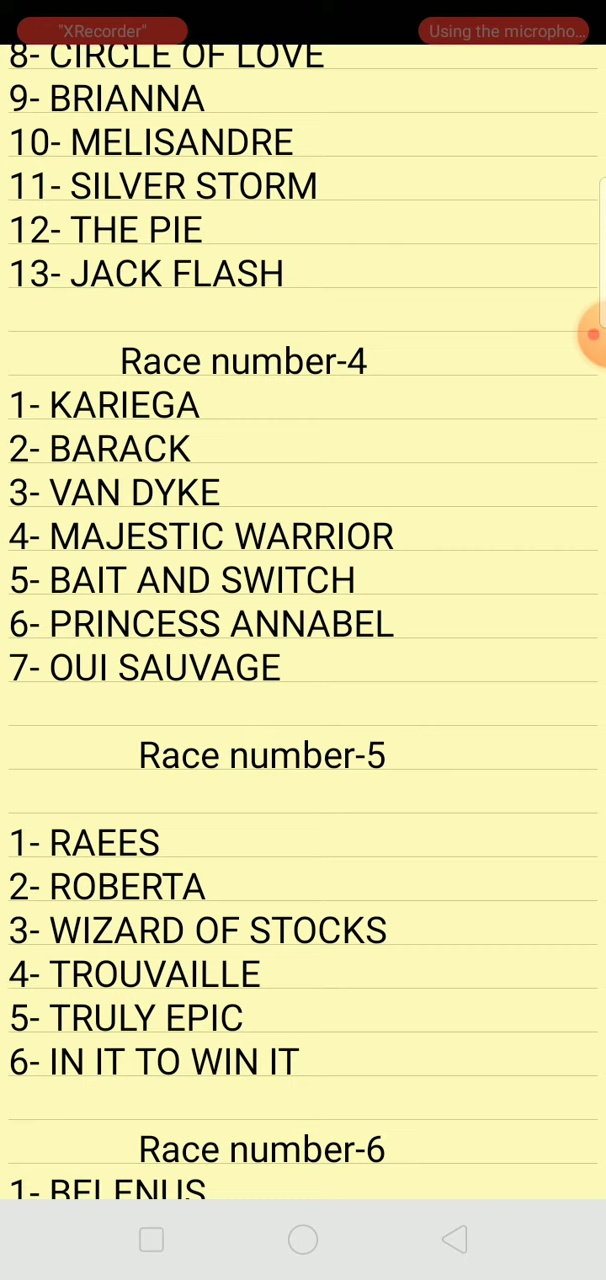 "XRecorder"
Using the micropho...
8- CIRCLE OF LOVE
9- BRIANNA
10- MELISANDRE
11- SILVER STORM
12- THE PIE
13- JACK FLASH
Race number-4
1- KARIEGA
2- BARACK
3- VAN DYKE
4- MAJESTIC WARRIOR
5- BAIT AND SWITCH
6- PRINCESS ANNABEL
7- OUI SAUVAGE
Race number-5
1- RAEES
2- ROBERTA
3- WIZARD OF STOCKS
4- TROUVAILLE
5- TRULY EPIC
6- IN IT TO WIN IT
Race number-6
1- BELENUS